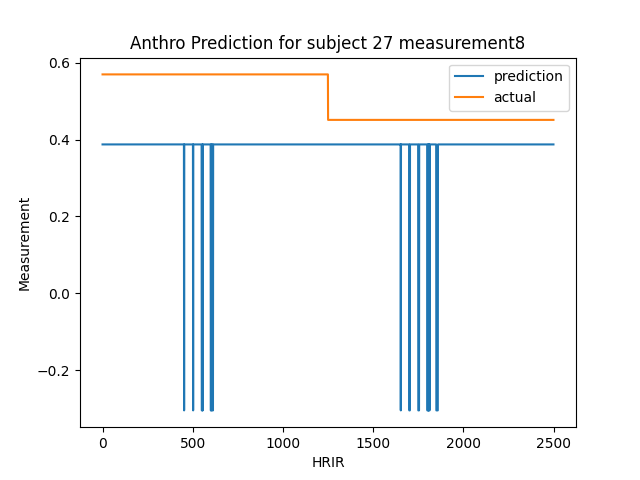 Anthro Prediction for subject 27 measurement8
prediction
actual
0.6
0.4
0.2
0.0
−0.2
Measurement
0
500
1000
1500
2000
2500
HRIR